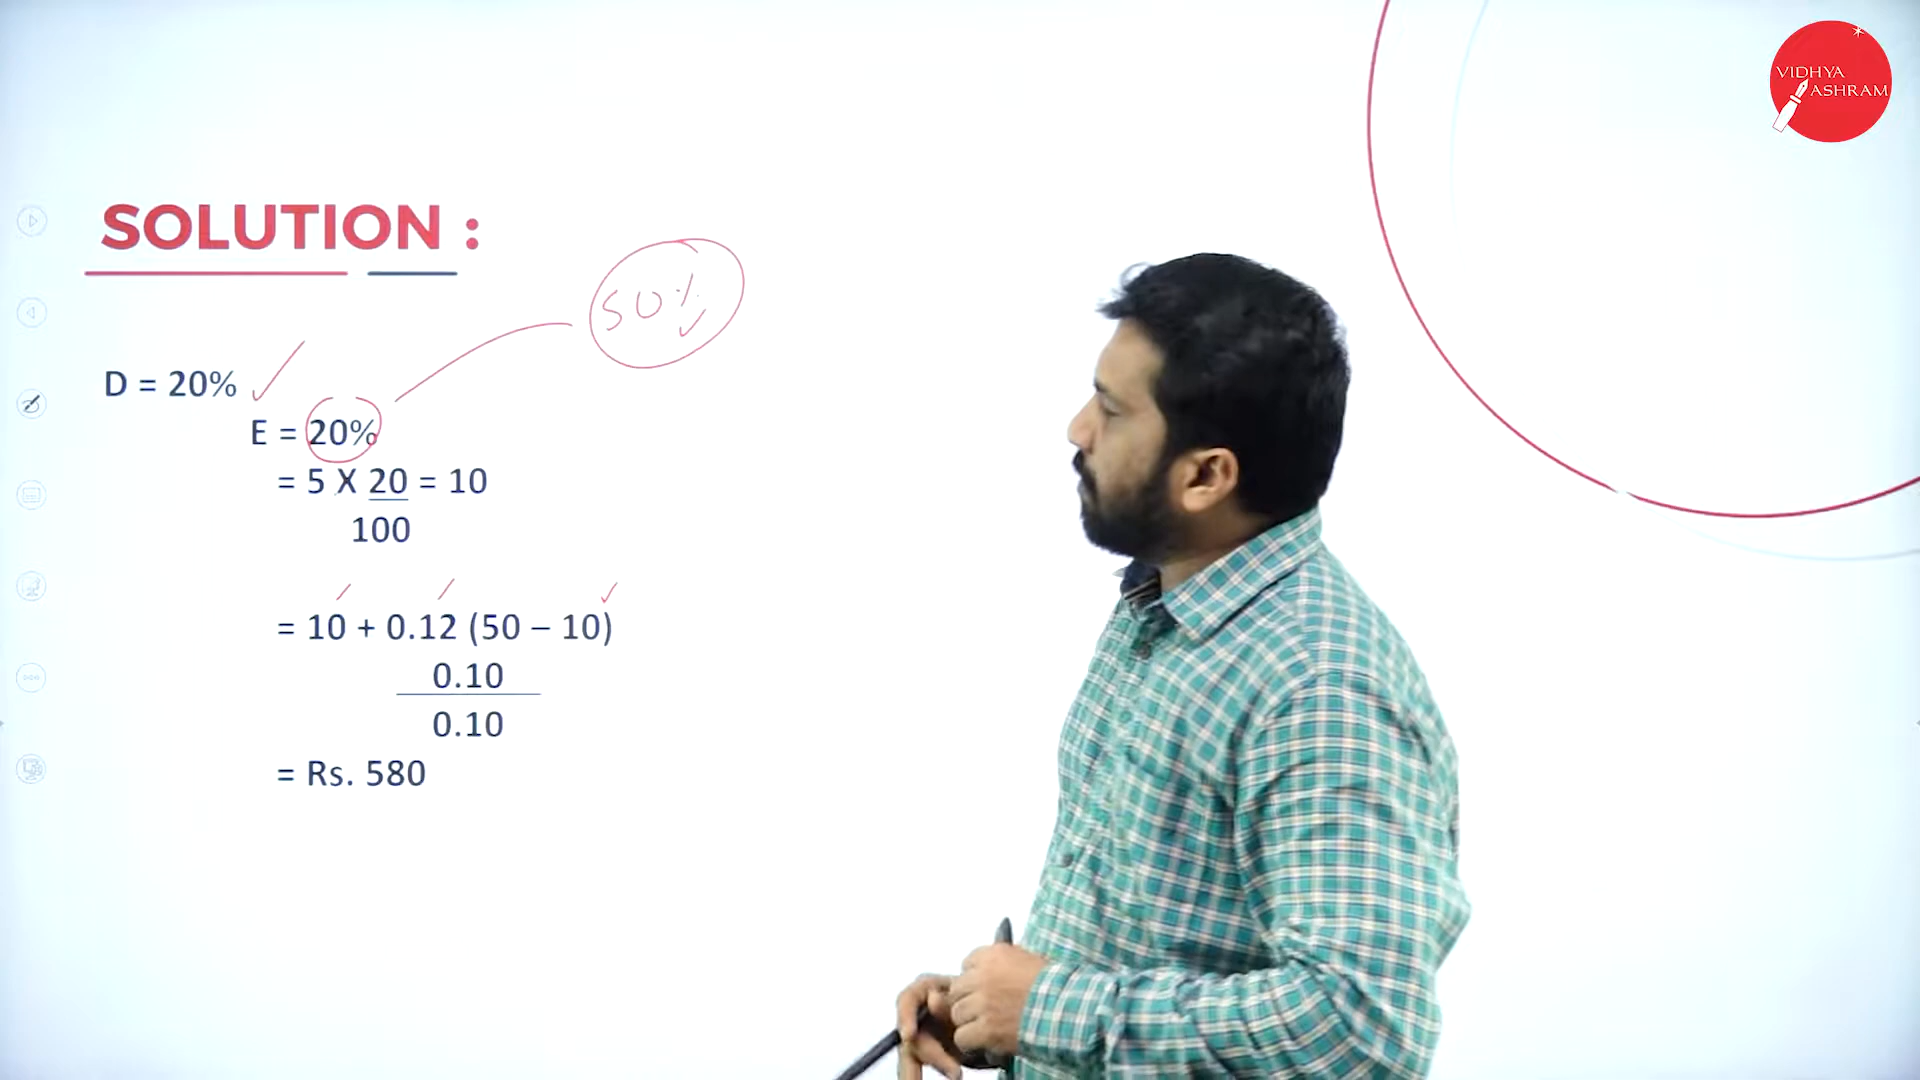 VIDHYA
ASHRAM
SOLUTION :
50%
D = 20%
E = 20%
= 5 X 20 = 10
100
= 10 + 0.12 (50 – 10)
0.10
0.10
= Rs. 580